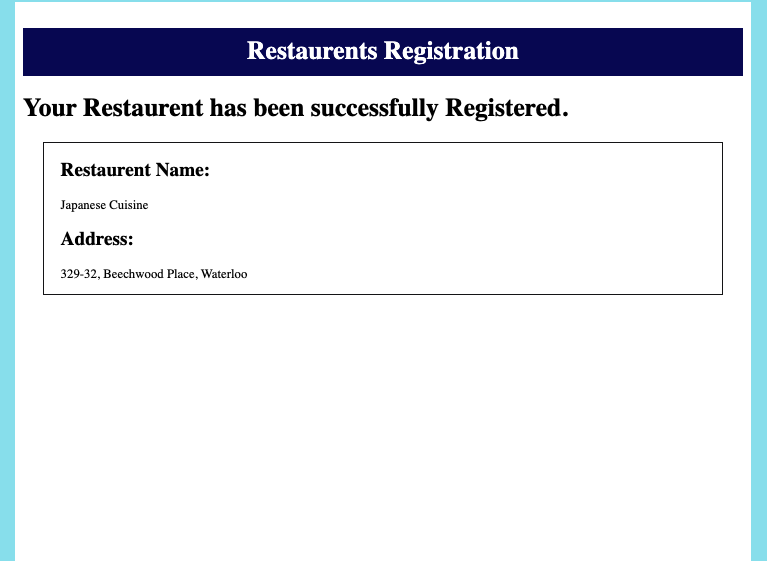 Restaurents Registration
Your Restaurent has been successfully Registered.
Restaurent Name:
Japanese Cuisine
Address:
329-32, Beechwood Place, Waterloo